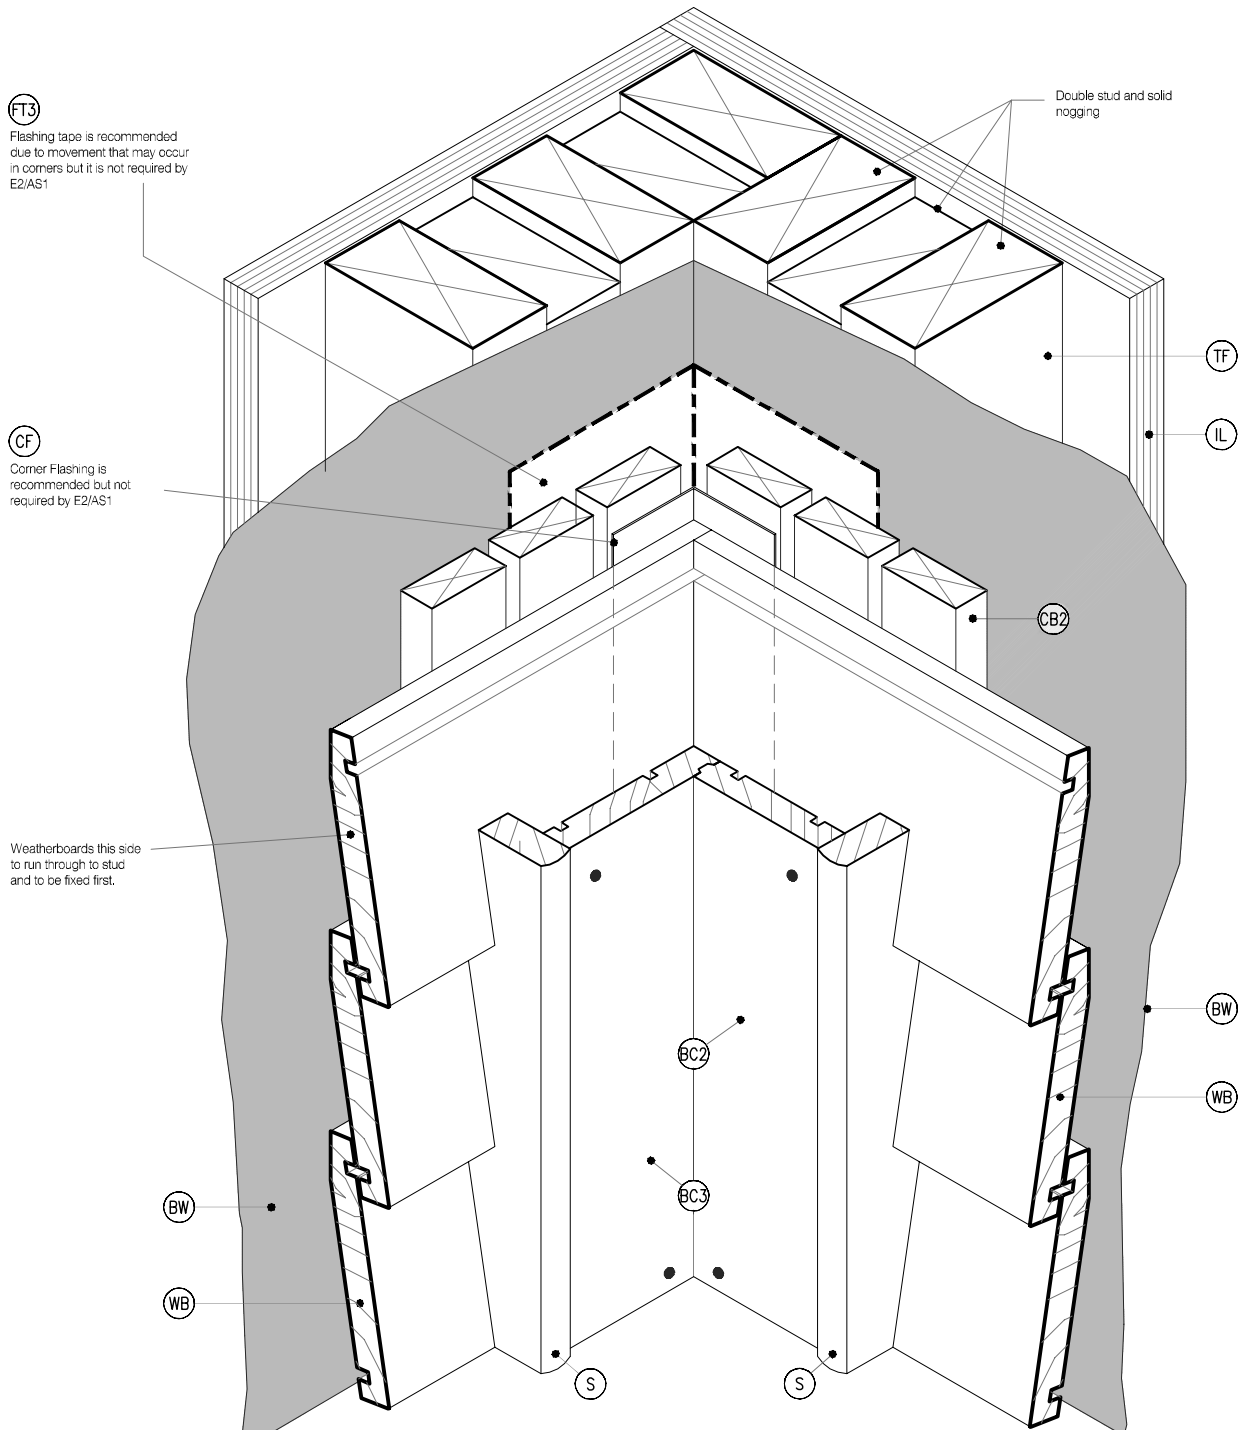 FT3
Flashing tape is recommended
due to movement that may occur
in corners but it is not required by
E2/AS1
Double stud and solid
nogging
TF
IL
CF
Corner Flashing is
recommended but not
required by E2/AS1
CB2
Weatherboards this side
to run through to stud
and to be fixed first.
BW
BC2
WB
BC3
BW
WB
S
S